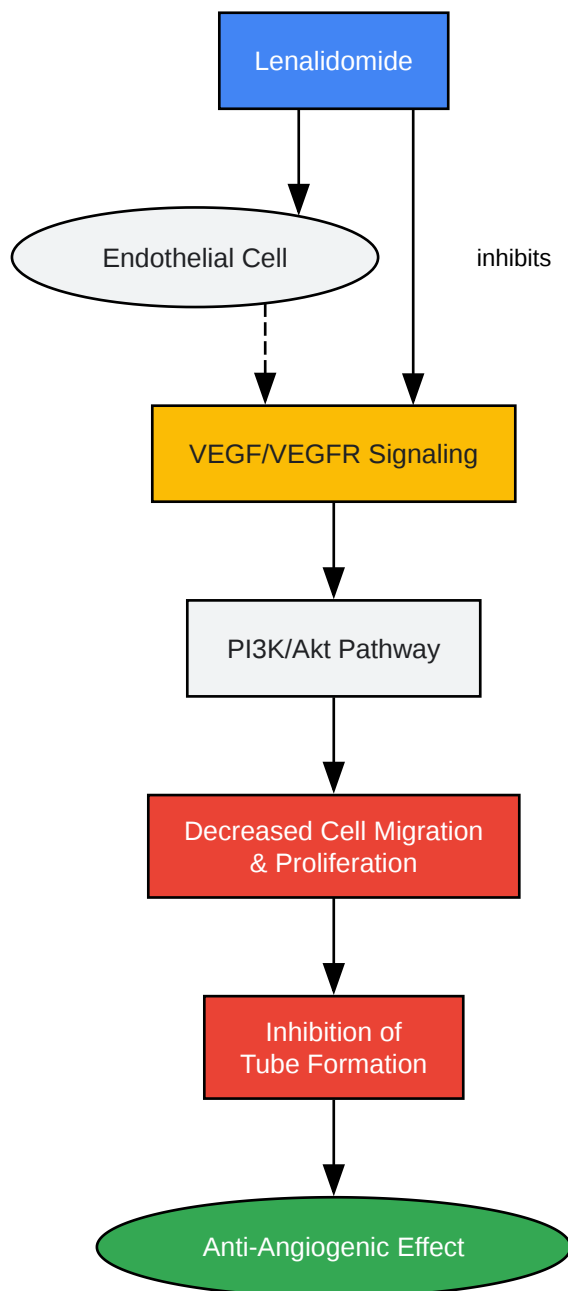 Lenalidomide
Endothelial Cell
inhibits
VEGF/VEGFR Signaling
PI3K/Akt Pathway
Decreased Cell Migration
& Proliferation
Inhibition of
Tube Formation
Anti-Angiogenic Effect